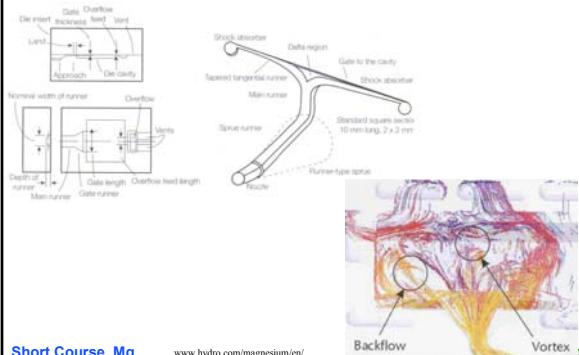 Gate
thickness
Overflow
feed
Vent
Die insert
Land
Approach
Die cavity
Nominal width of runner
Overflow
Vents
Depth of
runner
Main runner
Gate length
Gate runner
Overflow feed length
Shock absorber
Delta region
Gate to the cavity
Tapered tangential runner
Shock absorber
Main runner
Sprue runner
Standard square section
10 mm long, 2 x 2 mm
Runner-type sprue
Nozzle
Backflow
Vortex
Short Course Mg
www.hydro.com/magnesium/en/